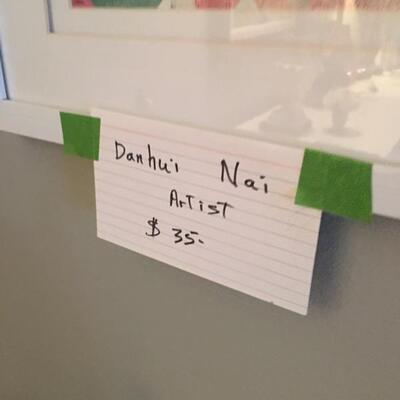 Danhui Nai
Artist
$ 35-